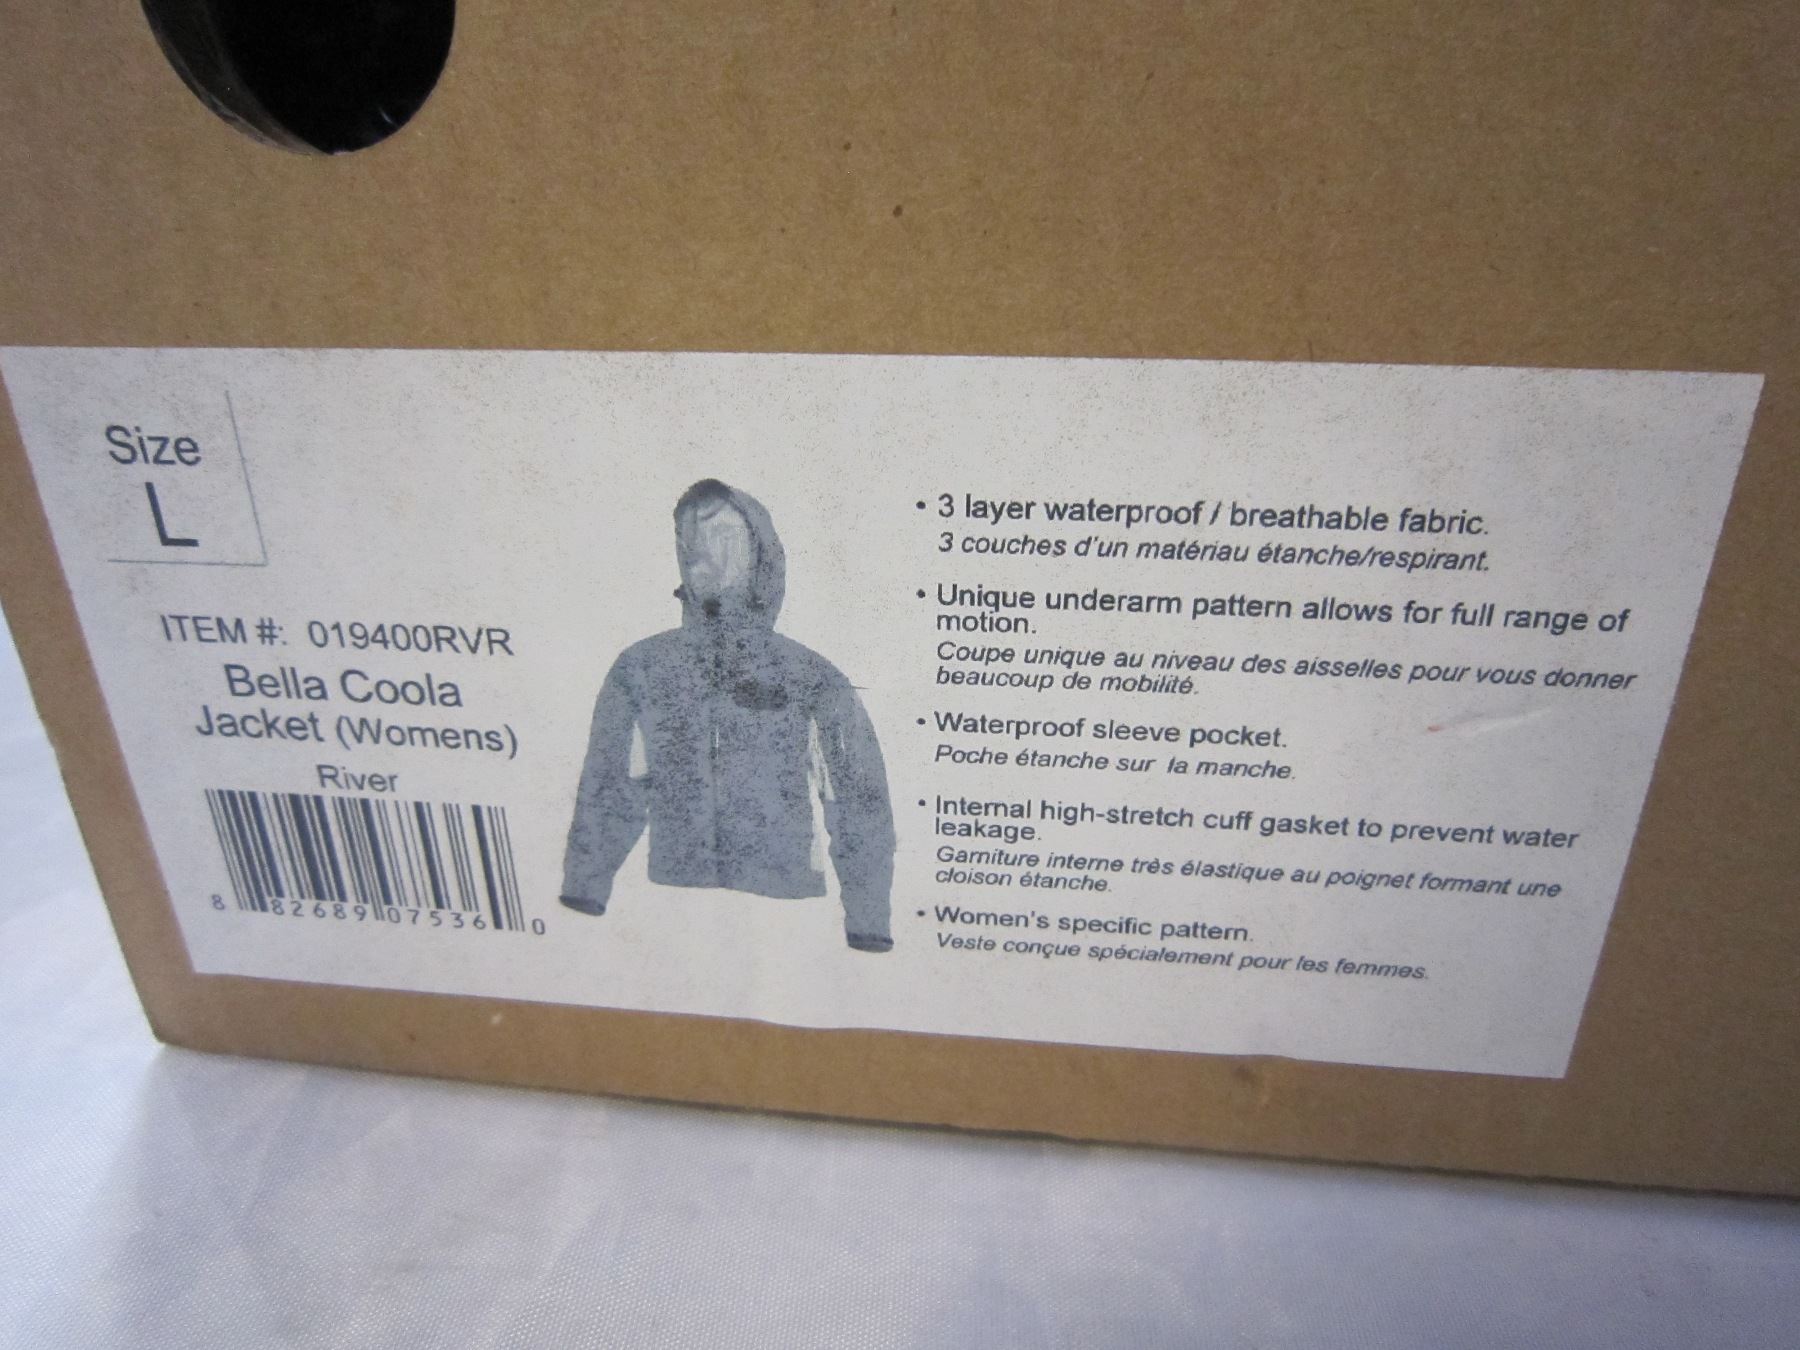 Size
L
ITEM #: 019400RVR
Bella Coola
Jacket (Womens)
River
8 82689 07536 0
• 3 layer waterproof / breathable fabric.
3 couches d'un matériau étanche/respirant.
• Unique underarm pattern allows for full range of
motion.
Coupe unique au niveau des aisselles pour vous donner
beaucoup de mobilité.
• Waterproof sleeve pocket.
Poche étanche sur la manche.
• Internal high-stretch cuff gasket to prevent water
leakage.
Garniture interne très élastique au poignet formant une
cloison étanche.
• Women's specific pattern.
Veste conçue spécialement pour les femmes.